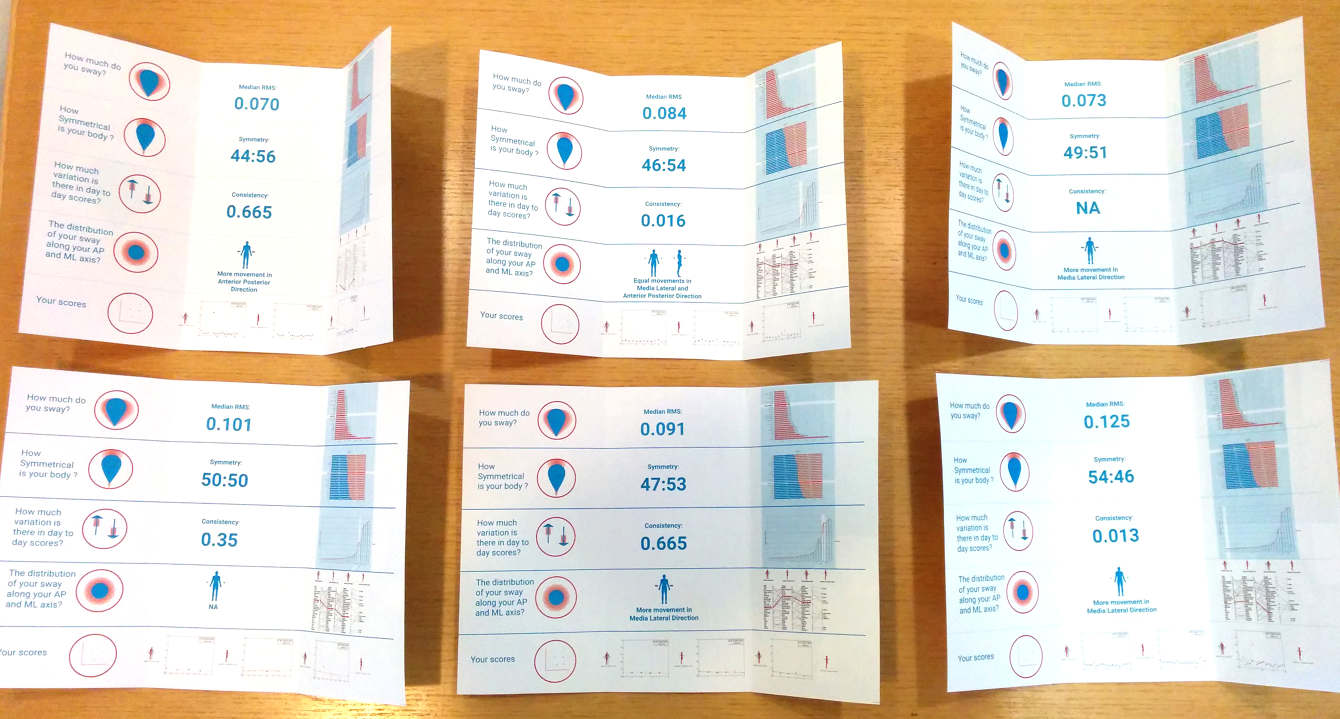 How much do
you sway?
Median RMS:
0.070
How
Symmetrical
is your body ?
Symmetry:
44:56
How much
variation is
there in day to
day scores?
Consistency:
0.665
The distribution
of your sway
along your AP
and ML axis?
More movement in
Anterior Posterior
Direction
Your scores
How much do
you sway?
Median RMS
0.084
How
Symmetrical
is your body ?
Symmetry:
46:54
How much
variation is
there in day to
day scores?
Consistency:
0.016
The distribution
of your sway
along your AP
and ML axis?
Equal movements in
Media Lateral and
Anterior Posterior Direction
Your scores
How much do
you sway?
Median RMS:
0.073
How
Symmetrical
is your body ?
Symmetry:
49:51
How much
variation is
there in day to
day scores?
Consistency:
NA
The distribution
of your sway
along your AP
and ML axis?
More movement in
Media Lateral Direction
Your scores
How much do
you sway?
Median RMS:
0.101
How
Symmetrical
is your body ?
Symmetry:
50:50
How much
variation is
there in day to
day scores?
Consistency
0.35
The distribution
of your sway
along your AP
and ML axis?
NA
Your scores
How much do
you sway?
Median RMS:
0.091
How
Symmetrical
is your body ?
Symmetry:
47:53
How much
variation is
there in day to
day scores?
Consistency:
0.665
The distribution
of your sway
along your AP
and ML axis?
More movement in
Media Lateral Direction
Your scores
How much do
you sway?
Median RMS:
0.125
How
Symmetrical
is your body ?
Symmetry:
54:46
How much
variation is
there in day to
day scores?
Consistency
0.013
The distribution
of your sway
along your AP
and ML axis?
More movement in
Media Lateral Direction
Your scores